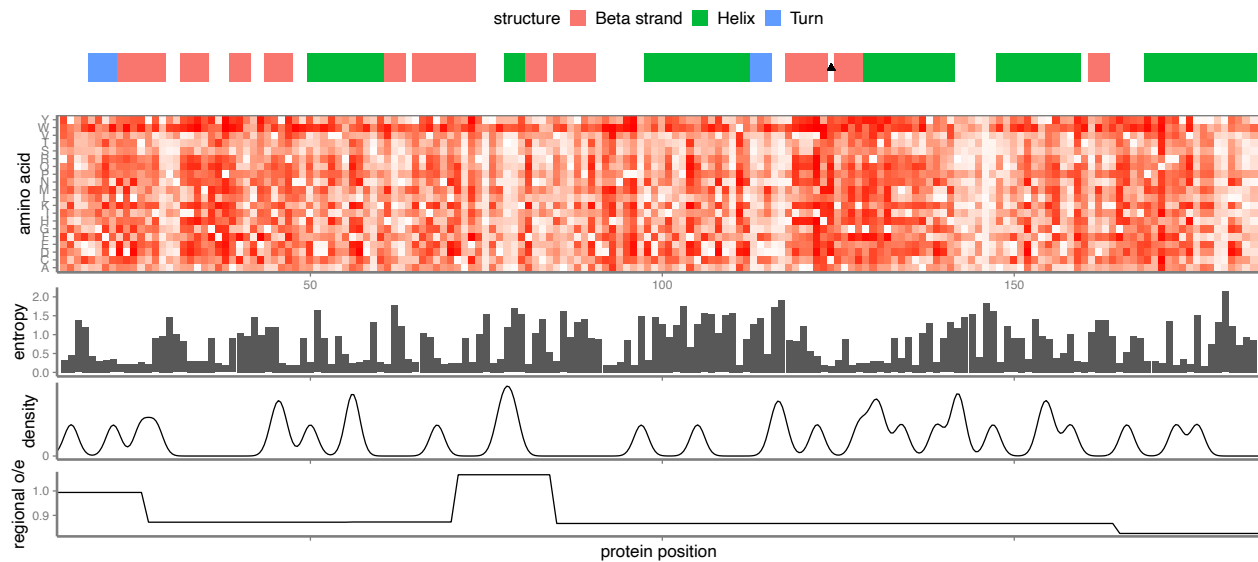 structure Beta strand Helix Turn
amino acid
Y
W
V
T
S
R
Q
P
N
M
L
K
I
H
G
F
E
D
C
A
50 100 150
entropy
2.0
1.5
1.0
0.5
0.0
density
0
regional o/e
1.0
0.9
protein position